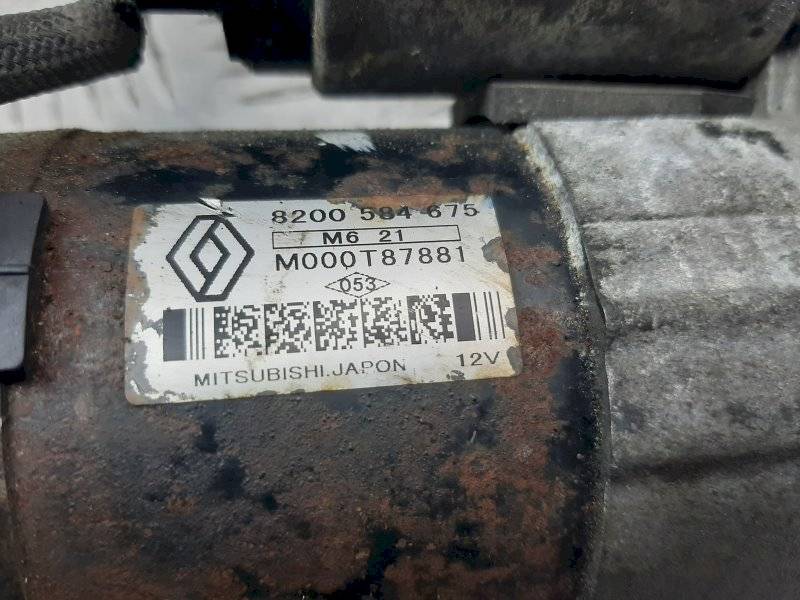 8200 584 675
M6 21
M000T87881
053
MITSUBISHI.JAPON 12V